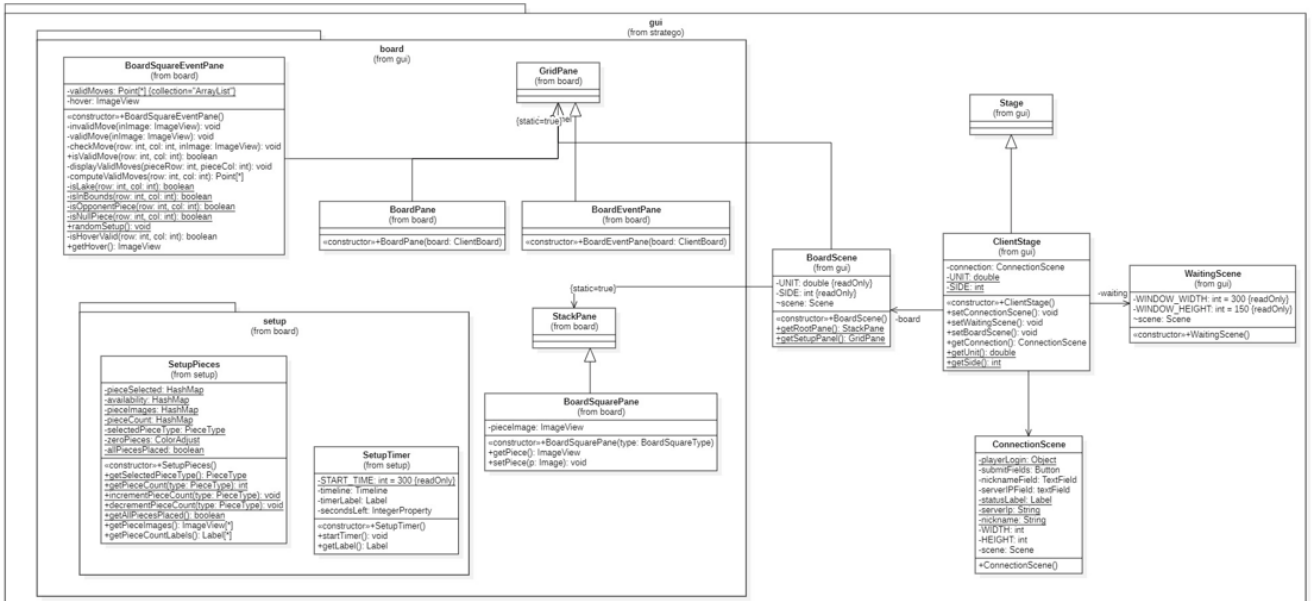 gui
(from stratego)
board
(from gui)
BoardSquareEventPane
(from board)
-validMoves: Point[*] {collection="ArrayList"}
-hover: ImageView
«constructor»+BoardSquareEventPane()
-invalidMove(inImage: ImageView): void
-validMove(inImage: ImageView): void
-checkMove(row: int, col: int, inImage: ImageView): void
+isValidMove(row: int, col: int): boolean
-displayValidMoves(pieceRow: int, pieceCol: int): void
-computeValidMoves(row: int, col: int): Point[*]
-isLake(row: int, col: int): boolean
-isInBounds(row: int, col: int): boolean
-isOpponentPiece(row: int, col: int): boolean
-isNullPiece(row: int, col: int): boolean
+randomSetup(): void
-isHoverValid(row: int, col: int): boolean
+getHover(): ImageView
GridPane
(from board)
{static=true}
BoardPane
(from board)
«constructor»+BoardPane(board: ClientBoard)
BoardEventPane
(from board)
«constructor»+BoardEventPane(board: ClientBoard)
setup
(from board)
SetupPieces
(from setup)
-pieceSelected: HashMap
-availability: HashMap
-pieceImages: HashMap
-pieceCount: HashMap
-selectedPieceType: PieceType
-zeroPieces: ColorAdjust
-allPiecesPlaced: boolean
«constructor»+SetupPieces()
+getSelectedPieceType(): PieceType
+getPieceCount(type: PieceType): int
+incrementPieceCount(type: PieceType): void
+decrementPieceCount(type: PieceType): void
+getAllPiecesPlaced(): boolean
+getPieceImages(): ImageView[*]
+getPieceCountLabels(): Label[*]
SetupTimer
(from setup)
-START_TIME: int = 300 {readOnly}
-timeline: Timeline
-timerLabel: Label
-secondsLeft: IntegerProperty
«constructor»+SetupTimer()
+startTimer(): void
+getLabel(): Label
{static=true}
StackPane
(from board)
BoardSquarePane
(from board)
-pieceImage: ImageView
«constructor»+BoardSquarePane(type: BoardSquareType)
+getPiece(): ImageView
+setPiece(p: Image): void
BoardScene
(from gui)
-UNIT: double {readOnly}
-SIDE: int {readOnly}
~scene: Scene
«constructor»+BoardScene()
+getRootPane(): StackPane
+getSetupPanel(): GridPane
-board
Stage
(from gui)
ClientStage
(from gui)
-connection: ConnectionScene
-UNIT: double
-SIDE: int
«constructor»+ClientStage()
+setConnectionScene(): void
+setWaitingScene(): void
+setBoardScene(): void
+getConnection(): ConnectionScene
+getUnit(): double
+getSide(): int
-waiting
WaitingScene
(from gui)
-WINDOW_WIDTH: int = 300 {readOnly}
-WINDOW_HEIGHT: int = 150 {readOnly}
~scene: Scene
«constructor»+WaitingScene()
ConnectionScene
(from gui)
-playerLogin: Object
-submitFields: Button
-nicknameField: TextField
-serverIPField: textField
-statusLabel: Label
-serverIp: String
-nickname: String
-WIDTH: int
-HEIGHT: int
-scene: Scene
+ConnectionScene()